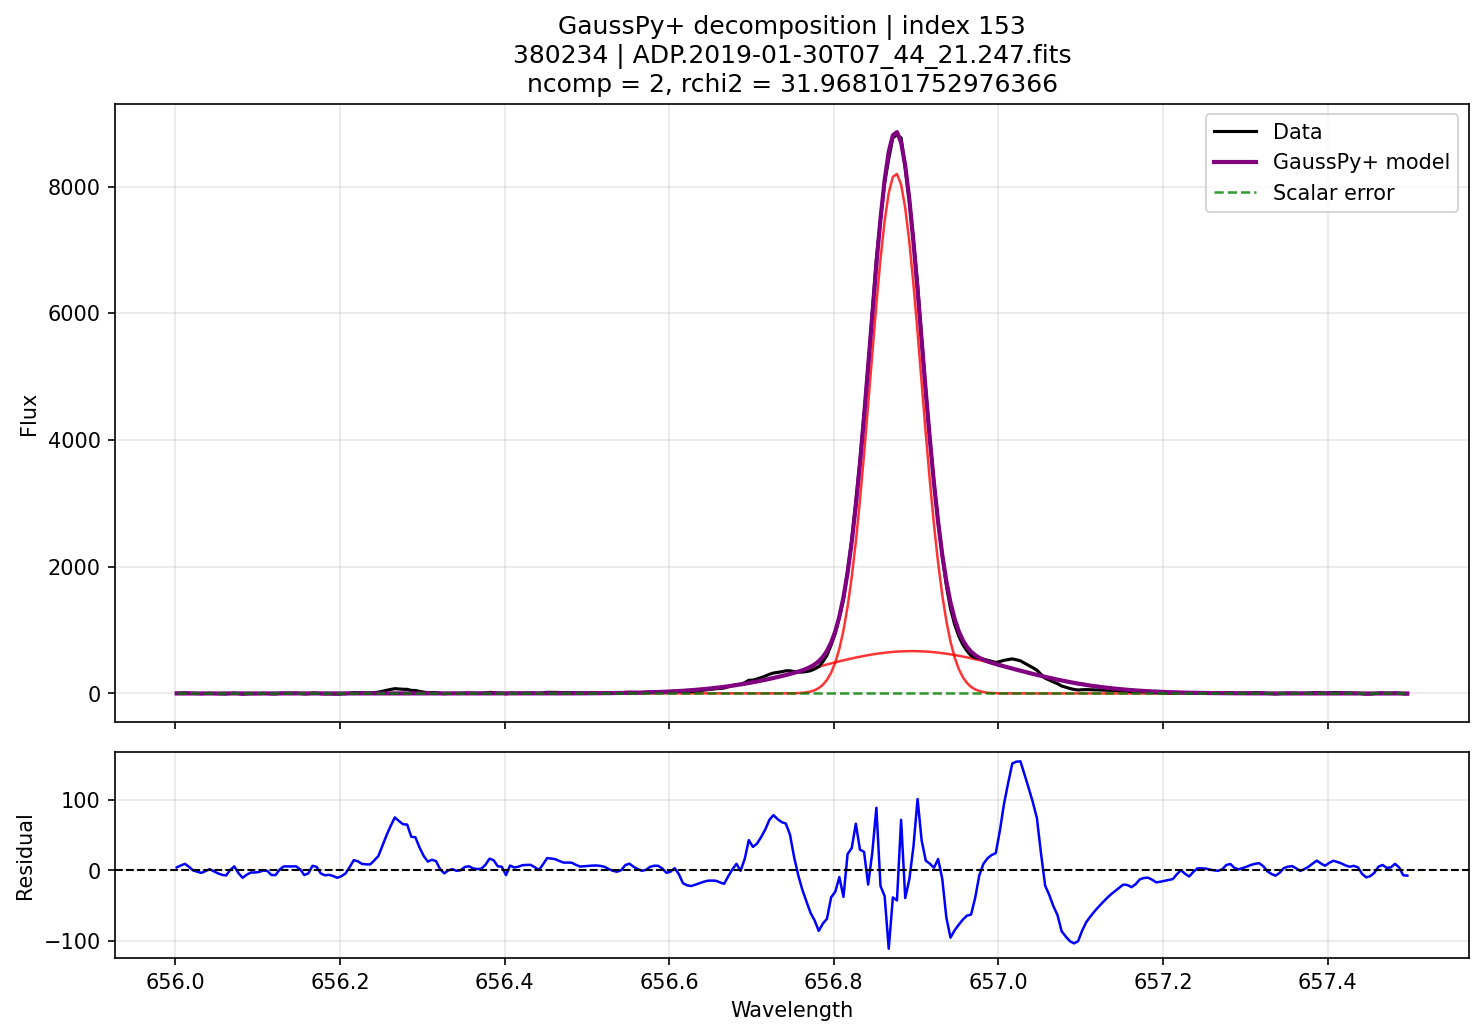 GaussPy+ decomposition | index 153
380234 | ADP.2019-01-30T07_44_21.247.fits
ncomp = 2, rchi2 = 31.968101752976366
Data
GaussPy+ model
Scalar error
Flux
8000
6000
4000
2000
0
Residual
100
0
−100
656.0 656.2 656.4 656.6 656.8 657.0 657.2 657.4
Wavelength